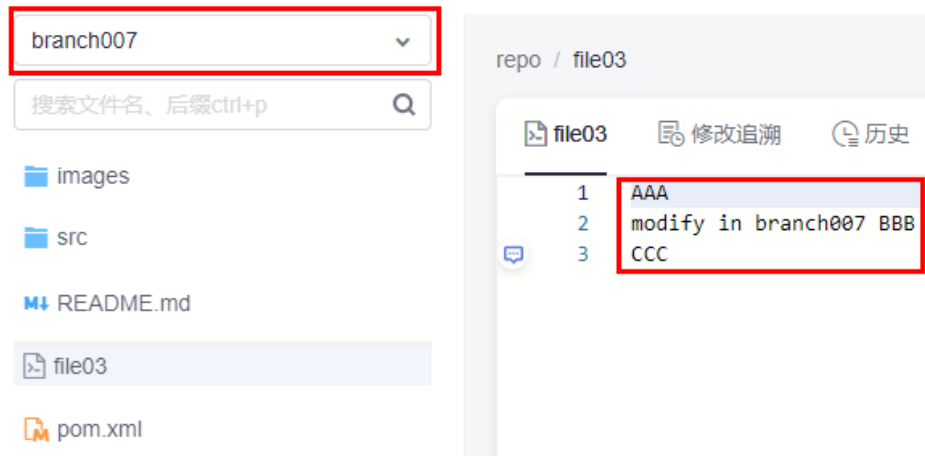 branch007
搜索文件名、后缀ctrl+p
images
src
M↓ README.md
file03
pom.xml
repo / file03
file03 修改追溯 历史
1 AAA
2 modify in branch007 BBB
3 CCC